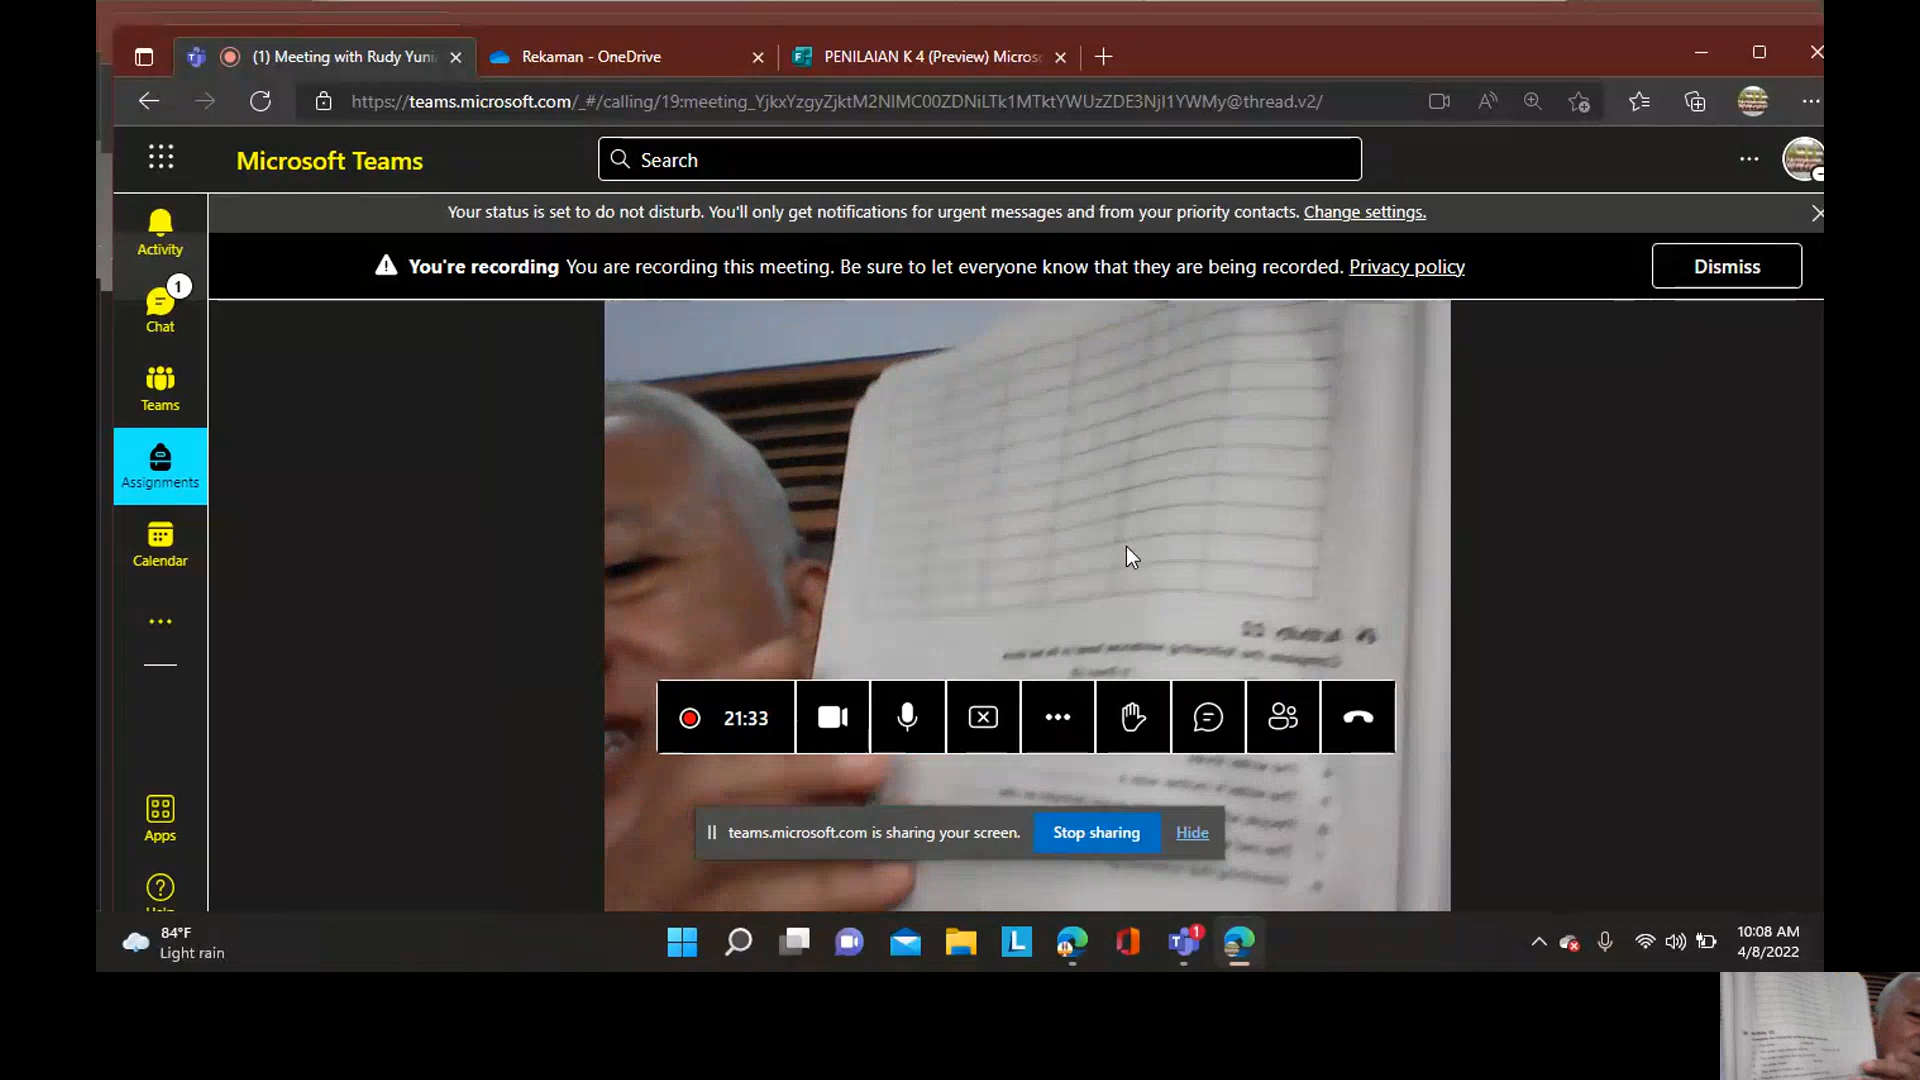 (1) Meeting with Rudy Yuni
Rekaman - OneDrive
PENILAIAN K 4 (Preview) Micros
https://teams.microsoft.com/_#/calling/19:meeting_YjkxYzgyZjktM2NlMC00ZDNiLTk1MTktYWUzZDE3NjI1YWMy@thread.v2/
Microsoft Teams
Search
Your status is set to do not disturb. You'll only get notifications for urgent messages and from your priority contacts. Change settings.
You're recording You are recording this meeting. Be sure to let everyone know that they are being recorded. Privacy policy
Dismiss
Activity
1
Chat
Teams
Assignments
Calendar
Apps
Help
21:33
teams.microsoft.com is sharing your screen.
Stop sharing
Hide
84°F
Light rain
L
1
10:08 AM
4/8/2022